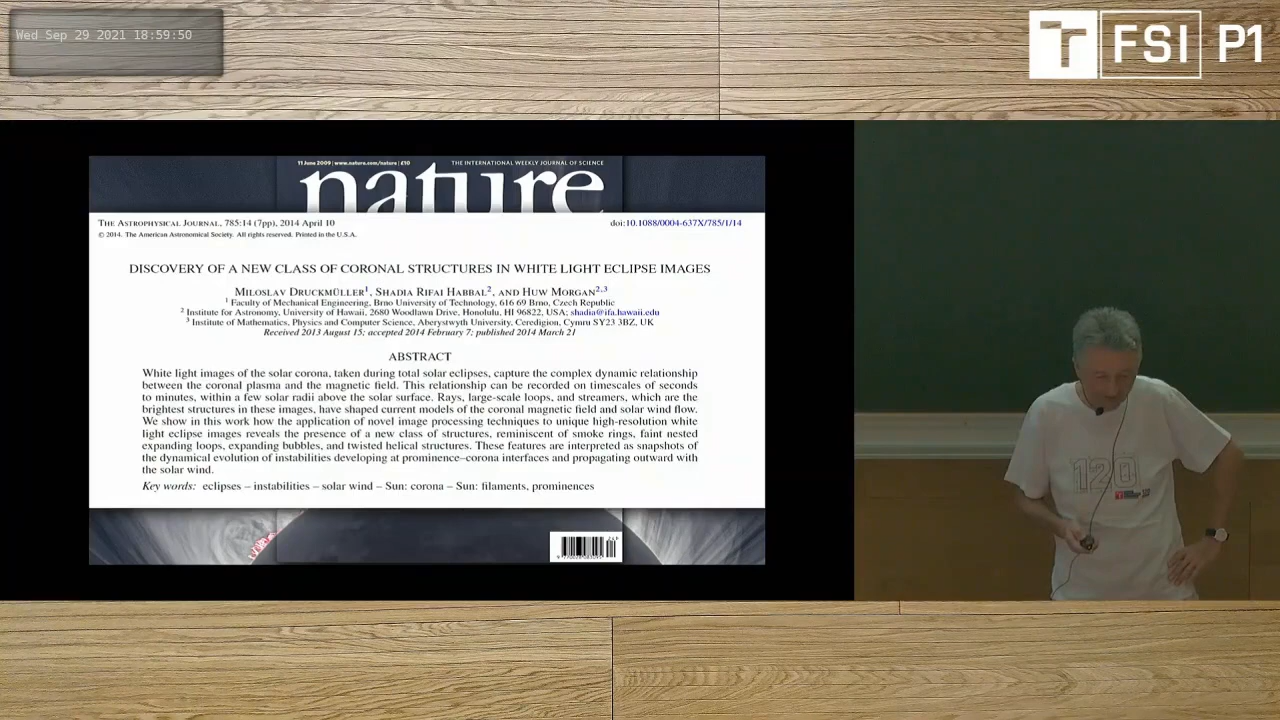 Wed Sep 29 2021 18:59:50
T FSI P1
11 June 2009 | www.nature.com/nature | £10 THE INTERNATIONAL WEEKLY JOURNAL OF SCIENCE
nature
THE ASTROPHYSICAL JOURNAL, 785:14 (7pp), 2014 April 10 doi:10.1088/0004-637X/785/1/14
© 2014. The American Astronomical Society. All rights reserved. Printed in the U.S.A.
DISCOVERY OF A NEW CLASS OF CORONAL STRUCTURES IN WHITE LIGHT ECLIPSE IMAGES
MILOSLAV DRUCKMÜLLER1, SHADIA RIFAI HABBAL2, AND HUW MORGAN2,3
1 Faculty of Mechanical Engineering, Brno University of Technology, 616 69 Brno, Czech Republic
2 Institute for Astronomy, University of Hawaii, 2680 Woodlawn Drive, Honolulu, HI 96822, USA; shadia@ifa.hawaii.edu
3 Institute of Mathematics, Physics and Computer Science, Aberystwyth University, Ceredigion, Cymru SY23 3BZ, UK
Received 2013 August 15; accepted 2014 February 7; published 2014 March 21
ABSTRACT
White light images of the solar corona, taken during total solar eclipses, capture the complex dynamic relationship
between the coronal plasma and the magnetic field. This relationship can be recorded on timescales of seconds
to minutes, within a few solar radii above the solar surface. Rays, large-scale loops, and streamers, which are the
brightest structures in these images, have shaped current models of the coronal magnetic field and solar wind flow.
We show in this work how the application of novel image processing techniques to unique high-resolution white
light eclipse images reveals the presence of a new class of structures, reminiscent of smoke rings, faint nested
expanding loops, expanding bubbles, and twisted helical structures. These features are interpreted as snapshots of
the dynamical evolution of instabilities developing at prominence–corona interfaces and propagating outward with
the solar wind.
Key words: eclipses – instabilities – solar wind – Sun: corona – Sun: filaments, prominences
120